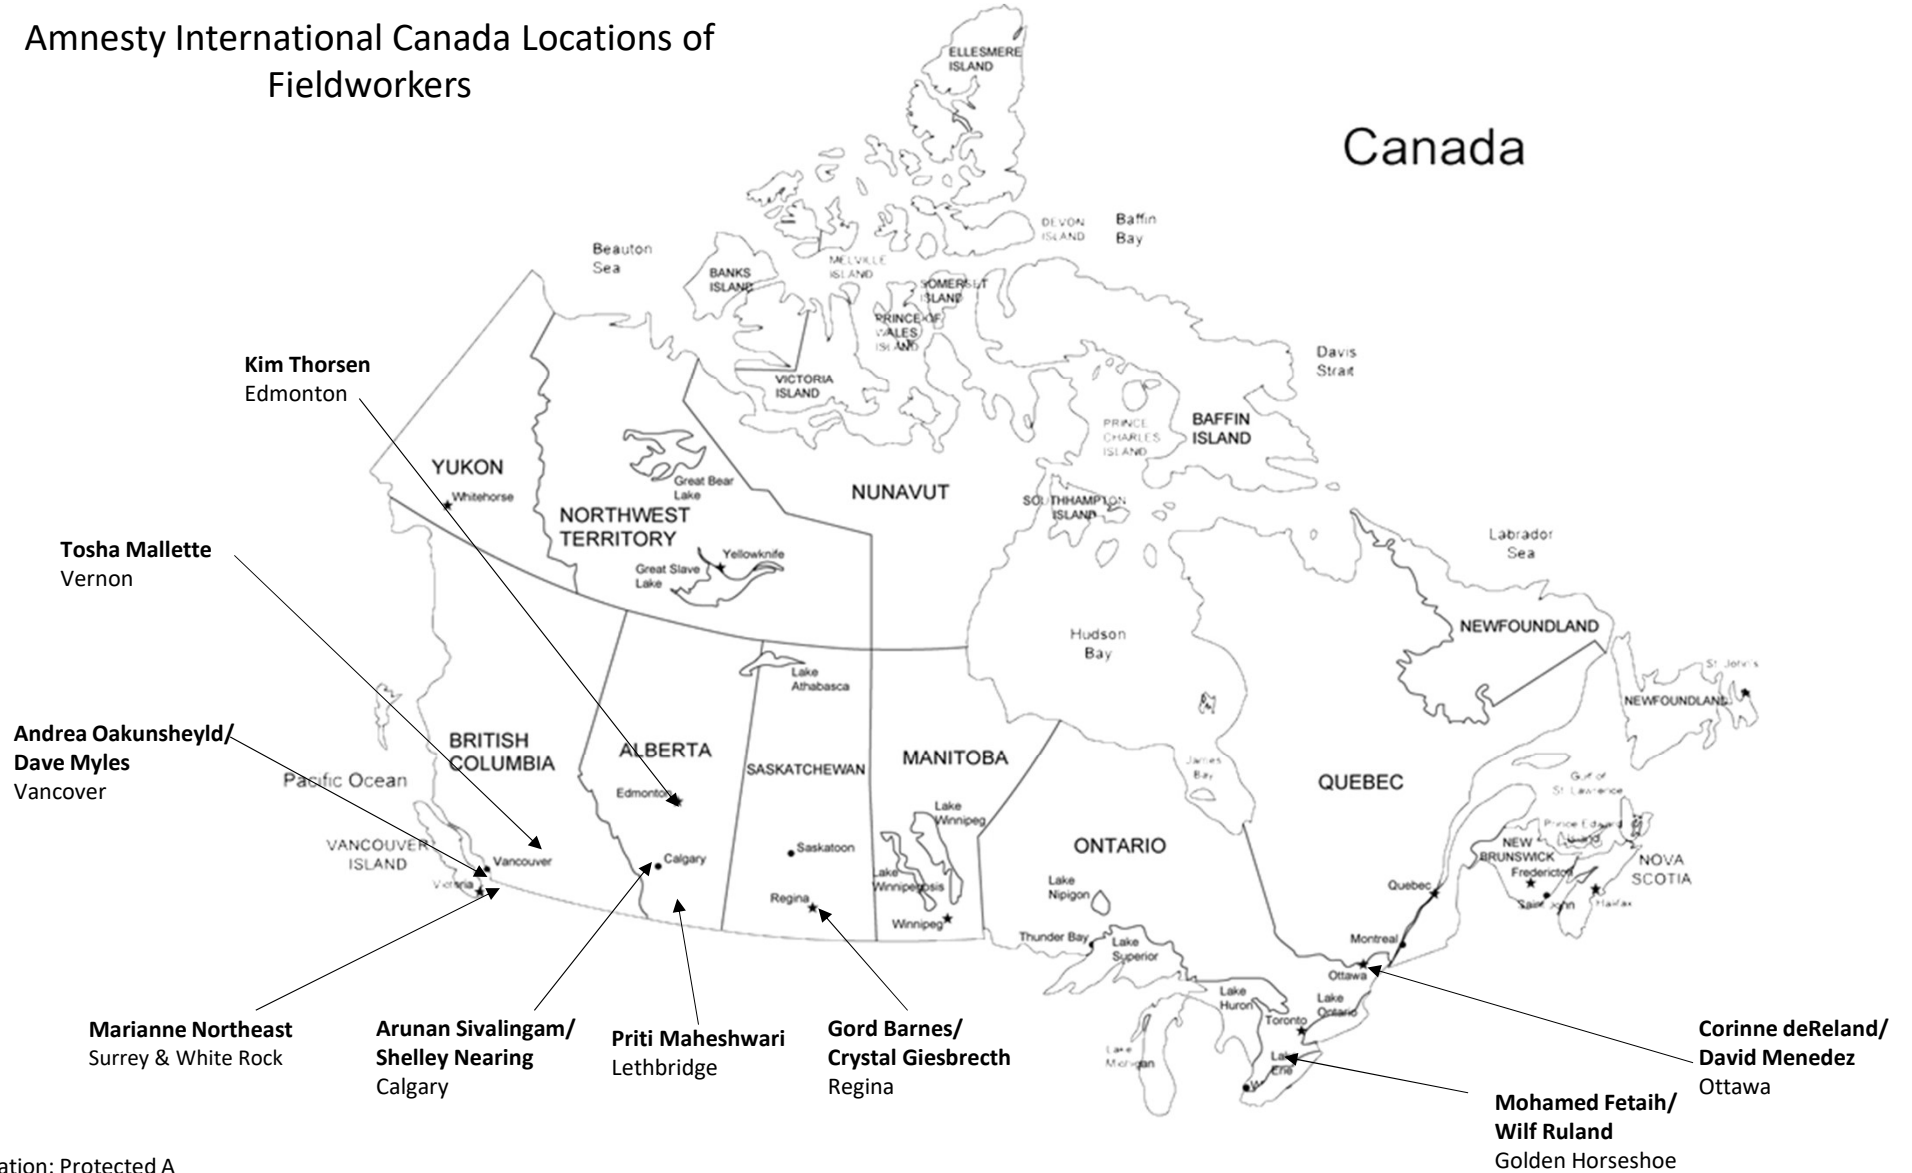 Amnesty International Canada Locations of
Fieldworkers
Canada
ELLESMERE
ISLAND
DEVON
ISLAND
Baffin
Bay
Beauton
Sea
BANKS
ISLAND
MELVILLE
ISLAND
SOMERSET
ISLAND
PRINCE OF
WALES
ISLAND
VICTORIA
ISLAND
Davis
Strait
Kim Thorsen
Edmonton
PRINCE
CHARLES
ISLAND
BAFFIN
ISLAND
YUKON
Whitehorse
Great Bear
Lake
NORTHWEST
TERRITORY
NUNAVUT
SOUTHHAMPTON
ISLAND
Yellowknife
Great Slave
Lake
Labrador
Sea
Tosha Mallette
Vernon
Hudson
Bay
NEWFOUNDLAND
St. John's
NEWFOUNDLAND
Lake
Athabasca
Andrea Oakunsheyld/
Dave Myles
Vancover
Pacific Ocean
BRITISH
COLUMBIA
ALBERTA
Edmonton
SASKATCHEWAN
MANITOBA
James
Bay
QUEBEC
Gulf of
St. Lawrence
Lake
Winnipeg
VANCOUVER
ISLAND
Vancouver
Victoria
Calgary
Saskatoon
Regina
Lake
Winnipegosis
Winnipeg
ONTARIO
Lake
Nipigon
Thunder Bay
Lake
Superior
Prince Edward
Island
NEW
BRUNSWICK
Fredericton
Saint John
NOVA
SCOTIA
Halifax
Quebec
Montreal
Ottawa
Lake
Huron
Lake
Ontario
Toronto
Lake
Michigan
Lake
Erie
W
Marianne Northeast
Surrey & White Rock
Arunan Sivalingam/
Shelley Nearing
Calgary
Priti Maheshwari
Lethbridge
Gord Barnes/
Crystal Giesbrecth
Regina
Corinne deReland/
David Menedez
Ottawa
Mohamed Fetaih/
Wilf Ruland
Golden Horseshoe
ation: Protected A